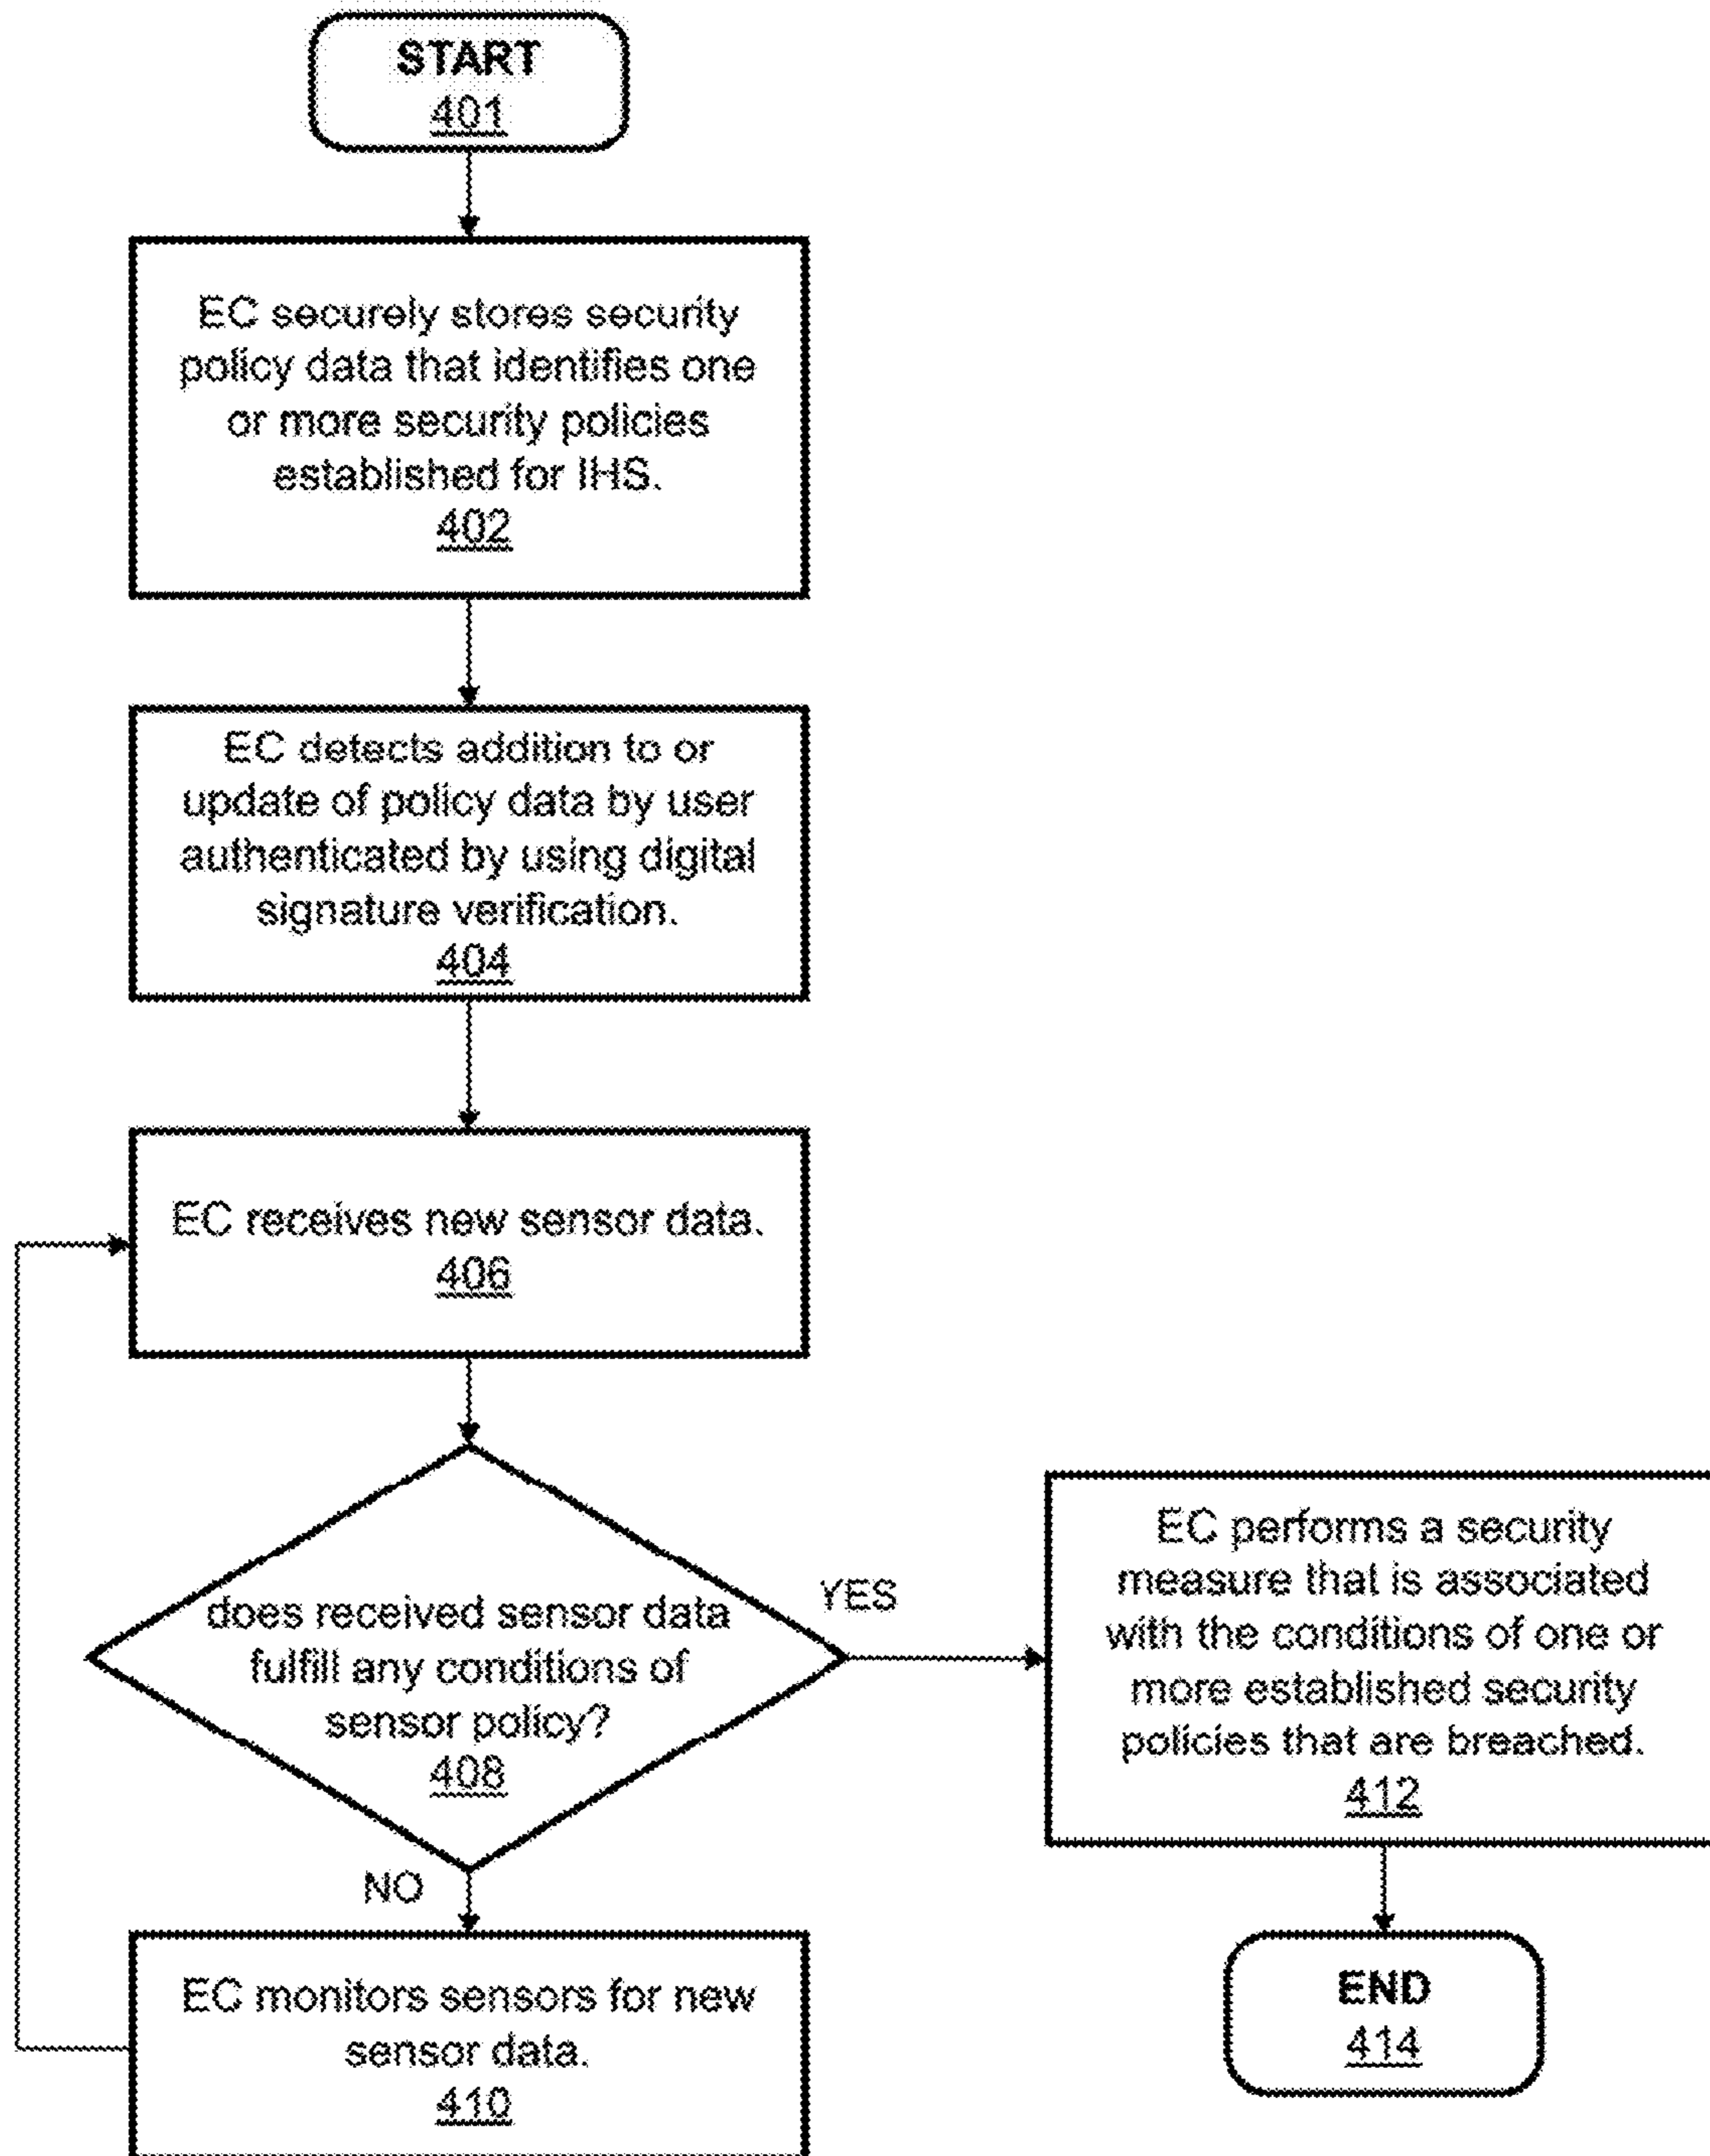 START
401
EC securely stores security
policy data that identifies one
or more security policies
established for IHS.
402
EC detects addition to or
update of policy data by user
authenticated by using digital
signature verification.
404
EC receives new sensor data.
406
does received sensor data
fulfill any conditions of
sensor policy?
408
YES
NO
EC performs a security
measure that is associated
with the conditions of one or
more established security
policies that are breached.
412
EC monitors sensors for new
sensor data.
410
END
414